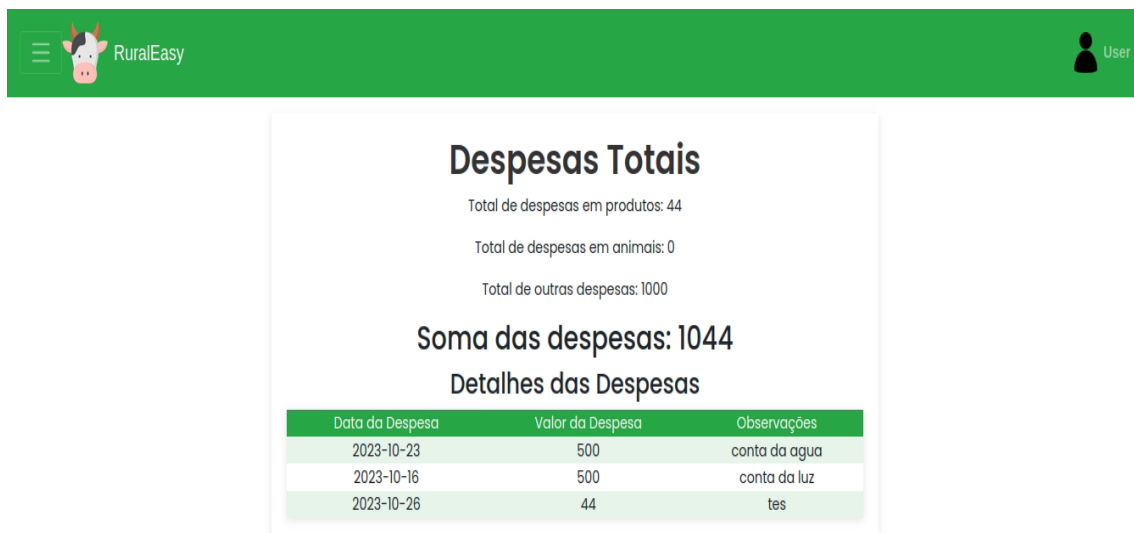 RuralEasy
User
Despesas Totais
Total de despesas em produtos: 44
Total de despesas em animais: 0
Total de outras despesas: 1000
Soma das despesas: 1044
Detalhes das Despesas
Data da Despesa Valor da Despesa Observações
2023-10-23 500 conta da agua
2023-10-16 500 conta da luz
2023-10-26 44 tes